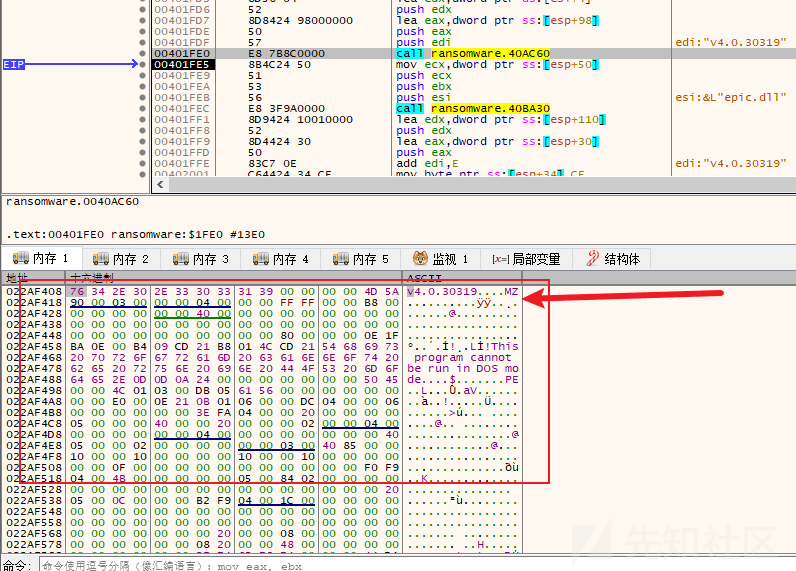 00401FD6 52 push edx
00401FD7 8D8424 98000000 lea eax,dword ptr ss:[esp+98]
00401FDE 50 push eax
00401FDF 57 push edi edi:"v4.0.30319"
00401FE0 E8 7B8C0000 call ransomware.40AC60
EIP 00401FE5 8B4C24 50 mov ecx,dword ptr ss:[esp+50]
00401FE9 51 push ecx
00401FEA 53 push ebx
00401FEB 56 push esi esi:&L"epic.dll"
00401FEC E8 3F9A0000 call ransomware.40BA30
00401FF1 8D9424 10010000 lea edx,dword ptr ss:[esp+110]
00401FF8 52 push edx
00401FF9 8D4424 30 lea eax,dword ptr ss:[esp+30]
00401FFD 50 push eax
00401FFE 83C7 0E add edi,E edi:"v4.0.30319"
00402001 C64424 34 CE mov byte ptr ss:[esp+34],CE
ransomware.0040AC60
.text:00401FE0 ransomware:$1FE0 #13E0
内存 1 内存 2 内存 3 内存 4 内存 5 监视 1 [x=] 局部变量 结构体
地址 十六进制 ASCII
022AF408 76 34 2E 30 2E 33 30 33 31 39 00 00 00 00 4D 5A v4.0.30319....MZ
022AF418 90 00 03 00 00 00 04 00 00 00 FF FF 00 00 B8 00 ..........ÿÿ..¸.
022AF428 00 00 00 00 00 00 40 00 00 00 00 00 00 00 00 00 ......@.........
022AF438 00 00 00 00 00 00 00 00 00 00 00 00 00 00 00 00 ................
022AF448 00 00 00 00 00 00 00 00 00 00 80 00 00 00 0E 1F ................
022AF458 BA 0E 00 B4 09 CD 21 B8 01 4C CD 21 54 68 69 73 º..´.Í!¸.LÍ!This
022AF468 20 70 72 6F 67 72 61 6D 20 63 61 6E 6E 6F 74 20 program cannot
022AF478 62 65 20 72 75 6E 20 69 6E 20 44 4F 53 20 6D 6F be run in DOS mo
022AF488 64 65 2E 0D 0D 0A 24 00 00 00 00 00 00 00 50 45 de....$.......PE
022AF498 00 00 4C 01 03 00 DB 05 61 56 00 00 00 00 00 00 ..L...Û.aV......
022AF4A8 00 00 E0 00 0E 21 0B 01 06 00 00 DC 04 00 00 06 ..à..!.....Ü....
022AF4B8 00 00 00 00 00 00 3E FA 04 00 00 20 00 00 00 00 ......>ú... ....
022AF4C8 05 00 00 00 40 00 00 20 00 00 00 02 00 00 04 00 ....@.. ........
022AF4D8 00 00 00 00 00 00 04 00 00 00 00 00 00 00 00 40 ...............@
022AF4E8 05 00 00 02 00 00 00 00 00 00 03 00 40 85 00 00 ............@...
022AF4F8 10 00 00 10 00 00 00 00 10 00 00 10 00 00 00 00 ................
022AF508 00 00 0F 00 00 00 00 00 00 00 00 00 00 00 F0 F9 ..............ðù
022AF518 04 00 4B 00 00 00 00 00 05 00 84 02 00 00 00 00 ..K.............
022AF528 00 00 00 00 00 00 00 00 00 00 00 00 00 00 00 20 ...............
022AF538 05 00 0C 00 00 00 B2 F9 04 00 1C 00 00 00 00 00 ......²ù........
022AF548 00 00 00 00 00 00 00 00 00 00 00 00 00 00 00 00 ................
022AF558 00 00 00 00 00 00 00 00 00 00 00 00 00 00 00 00 ................
022AF568 00 00 00 00 00 00 20 00 00 08 00 00 00 00 00 00 ...... .........
022AF578 00 00 00 00 08 20 00 00 48 00 00 00 00 00 00 00 ..... ..H.......
先知社区
命令: 命令使用逗号分隔（像汇编语言）: mov eax, ebx